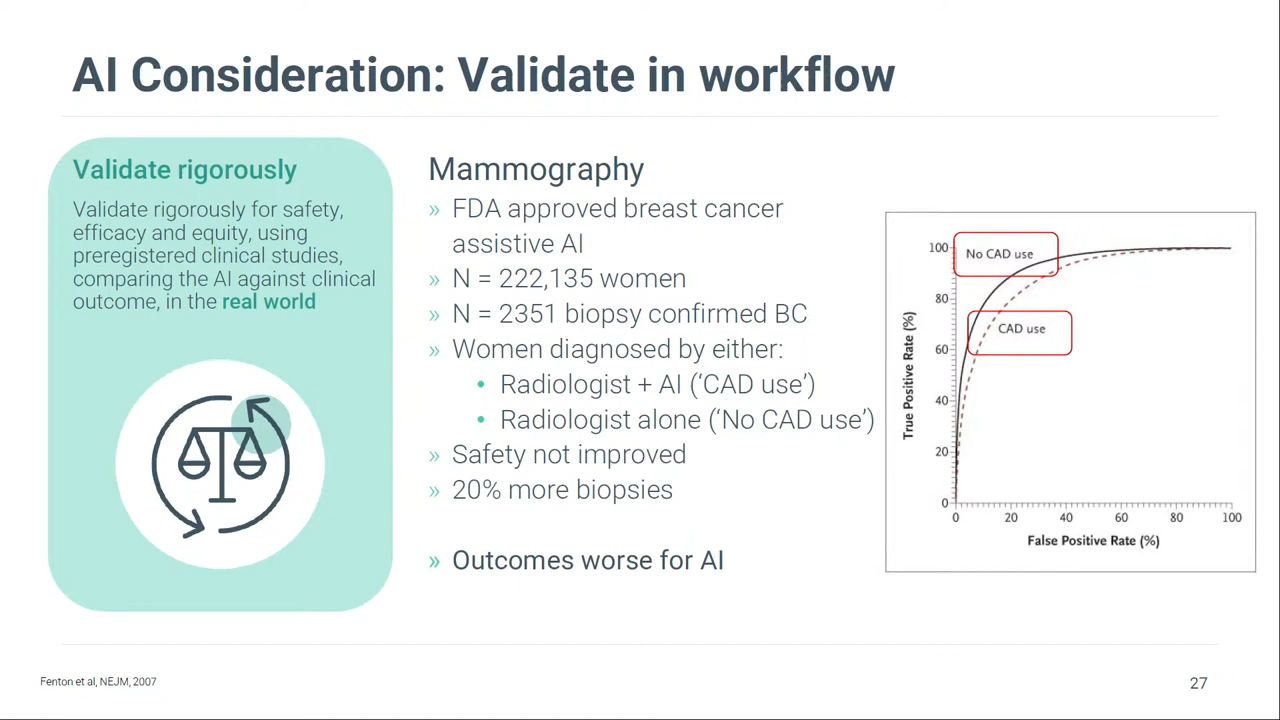 AI Consideration: Validate in workflow
Validate rigorously
Validate rigorously for safety,
efficacy and equity, using
preregistered clinical studies,
comparing the AI against clinical
outcome, in the real world
Mammography
» FDA approved breast cancer
assistive AI
» N = 222,135 women
» N = 2351 biopsy confirmed BC
» Women diagnosed by either:
• Radiologist + AI (‘CAD use’)
• Radiologist alone (‘No CAD use’)
» Safety not improved
» 20% more biopsies
» Outcomes worse for AI
True Positive Rate (%)
100
80
60
40
20
0
No CAD use
CAD use
0 20 40 60 80 100
False Positive Rate (%)
Fenton et al, NEJM, 2007
27